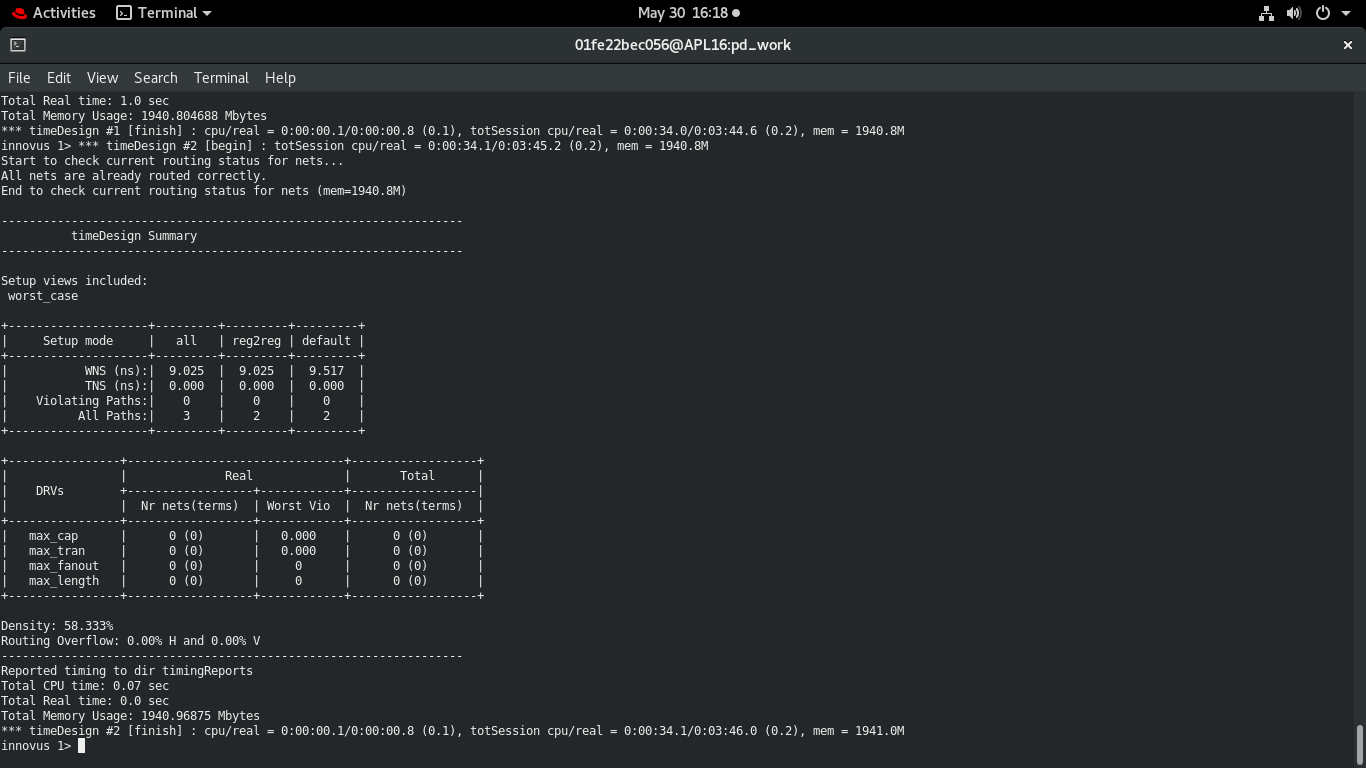 Activities Terminal May 30 16:18
01fe22bec056@APL16:pd_work
File Edit View Search Terminal Help
Total Real time: 1.0 sec
Total Memory Usage: 1940.804688 Mbytes
*** timeDesign #1 [finish] : cpu/real = 0:00:00.1/0:00:00.8 (0.1), totSession cpu/real = 0:00:34.0/0:03:44.6 (0.2), mem = 1940.8M
innovus 1> *** timeDesign #2 [begin] : totSession cpu/real = 0:00:34.1/0:03:45.2 (0.2), mem = 1940.8M
Start to check current routing status for nets...
All nets are already routed correctly.
End to check current routing status for nets (mem=1940.8M)
------------------------------------------------------------------
          timeDesign Summary
------------------------------------------------------------------
Setup views included:
 worst_case
+--------------------+---------+---------+---------+
|     Setup mode     |   all   | reg2reg | default |
+--------------------+---------+---------+---------+
|           WNS (ns):|  9.025  |  9.025  |  9.517  |
|           TNS (ns):|  0.000  |  0.000  |  0.000  |
|    Violating Paths:|    0    |    0    |    0    |
|          All Paths:|    3    |    2    |    2    |
+--------------------+---------+---------+---------+
+----------------+-------------------------------+------------------+
|                |              Real             |       Total      |
|    DRVs        +------------------+------------+------------------|
|                |  Nr nets(terms)  | Worst Vio  |  Nr nets(terms)  |
+----------------+------------------+------------+------------------+
|   max_cap      |      0 (0)       |   0.000    |      0 (0)       |
|   max_tran     |      0 (0)       |   0.000    |      0 (0)       |
|   max_fanout   |      0 (0)       |     0      |      0 (0)       |
|   max_length   |      0 (0)       |     0      |      0 (0)       |
+----------------+------------------+------------+------------------+
Density: 58.333%
Routing Overflow: 0.00% H and 0.00% V
------------------------------------------------------------------
Reported timing to dir timingReports
Total CPU time: 0.07 sec
Total Real time: 0.0 sec
Total Memory Usage: 1940.96875 Mbytes
*** timeDesign #2 [finish] : cpu/real = 0:00:00.1/0:00:00.8 (0.1), totSession cpu/real = 0:00:34.1/0:03:46.0 (0.2), mem = 1941.0M
innovus 1>